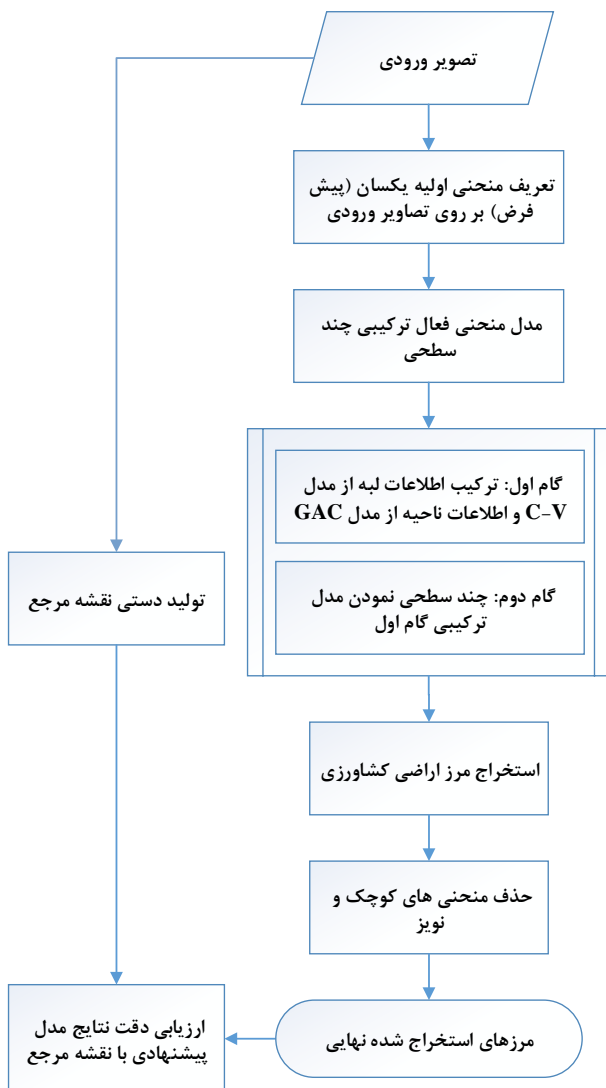 تصویر ورودی
تعریف منحنی اولیه یکسان (پیش
فرض) بر روی تصاویر ورودی
مدل منحنی فعال ترکیبی چند
سطحی
گام اول: ترکیب اطلاعات لبه از مدل
C-V و اطلاعات ناحیه از مدل GAC
گام دوم: چند سطحی نمودن مدل
ترکیبی گام اول
تولید دستی نقشه مرجع
استخراج مرز اراضی کشاورزی
حذف منحنی های کوچک و
نویز
مرزهای استخراج شده نهایی
ارزیابی دقت نتایج مدل
پیشنهادی با نقشه مرجع